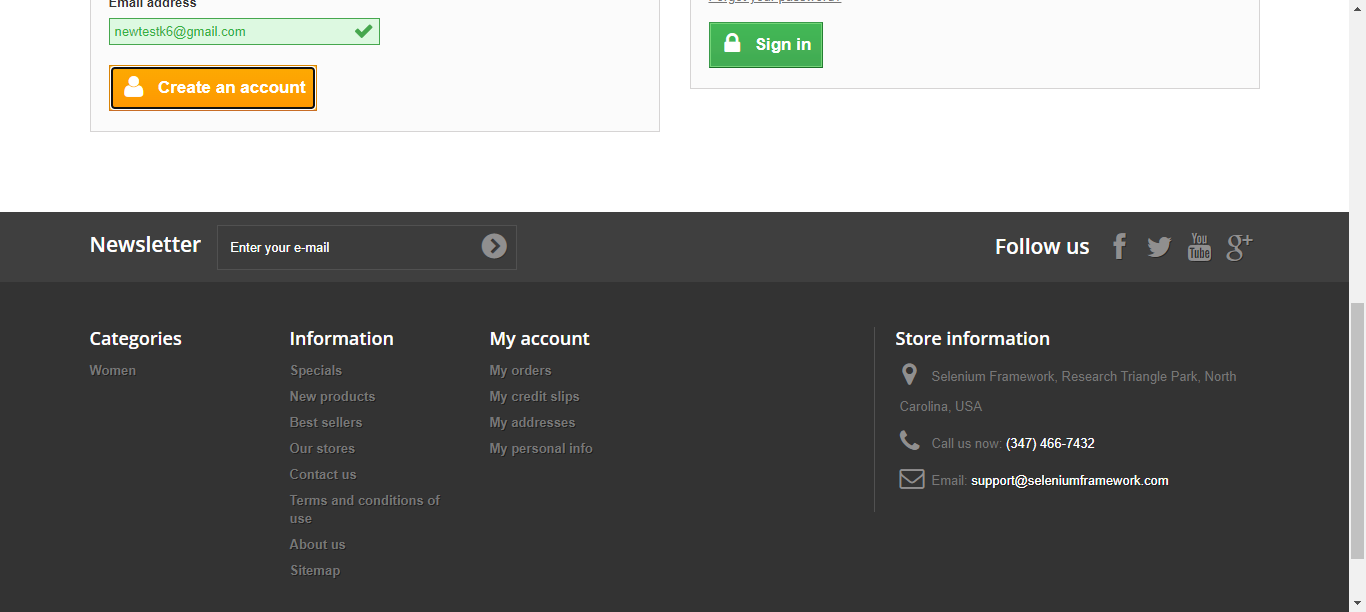 Email address
newtestk6@gmail.com
Create an account
Forgot your password?
Sign in
Newsletter
Enter your e-mail
Follow us
You
Tube
Categories
Women
Information
Specials
New products
Best sellers
Our stores
Contact us
Terms and conditions of
use
About us
Sitemap
My account
My orders
My credit slips
My addresses
My personal info
Store information
Selenium Framework, Research Triangle Park, North
Carolina, USA
Call us now: (347) 466-7432
Email: support@seleniumframework.com